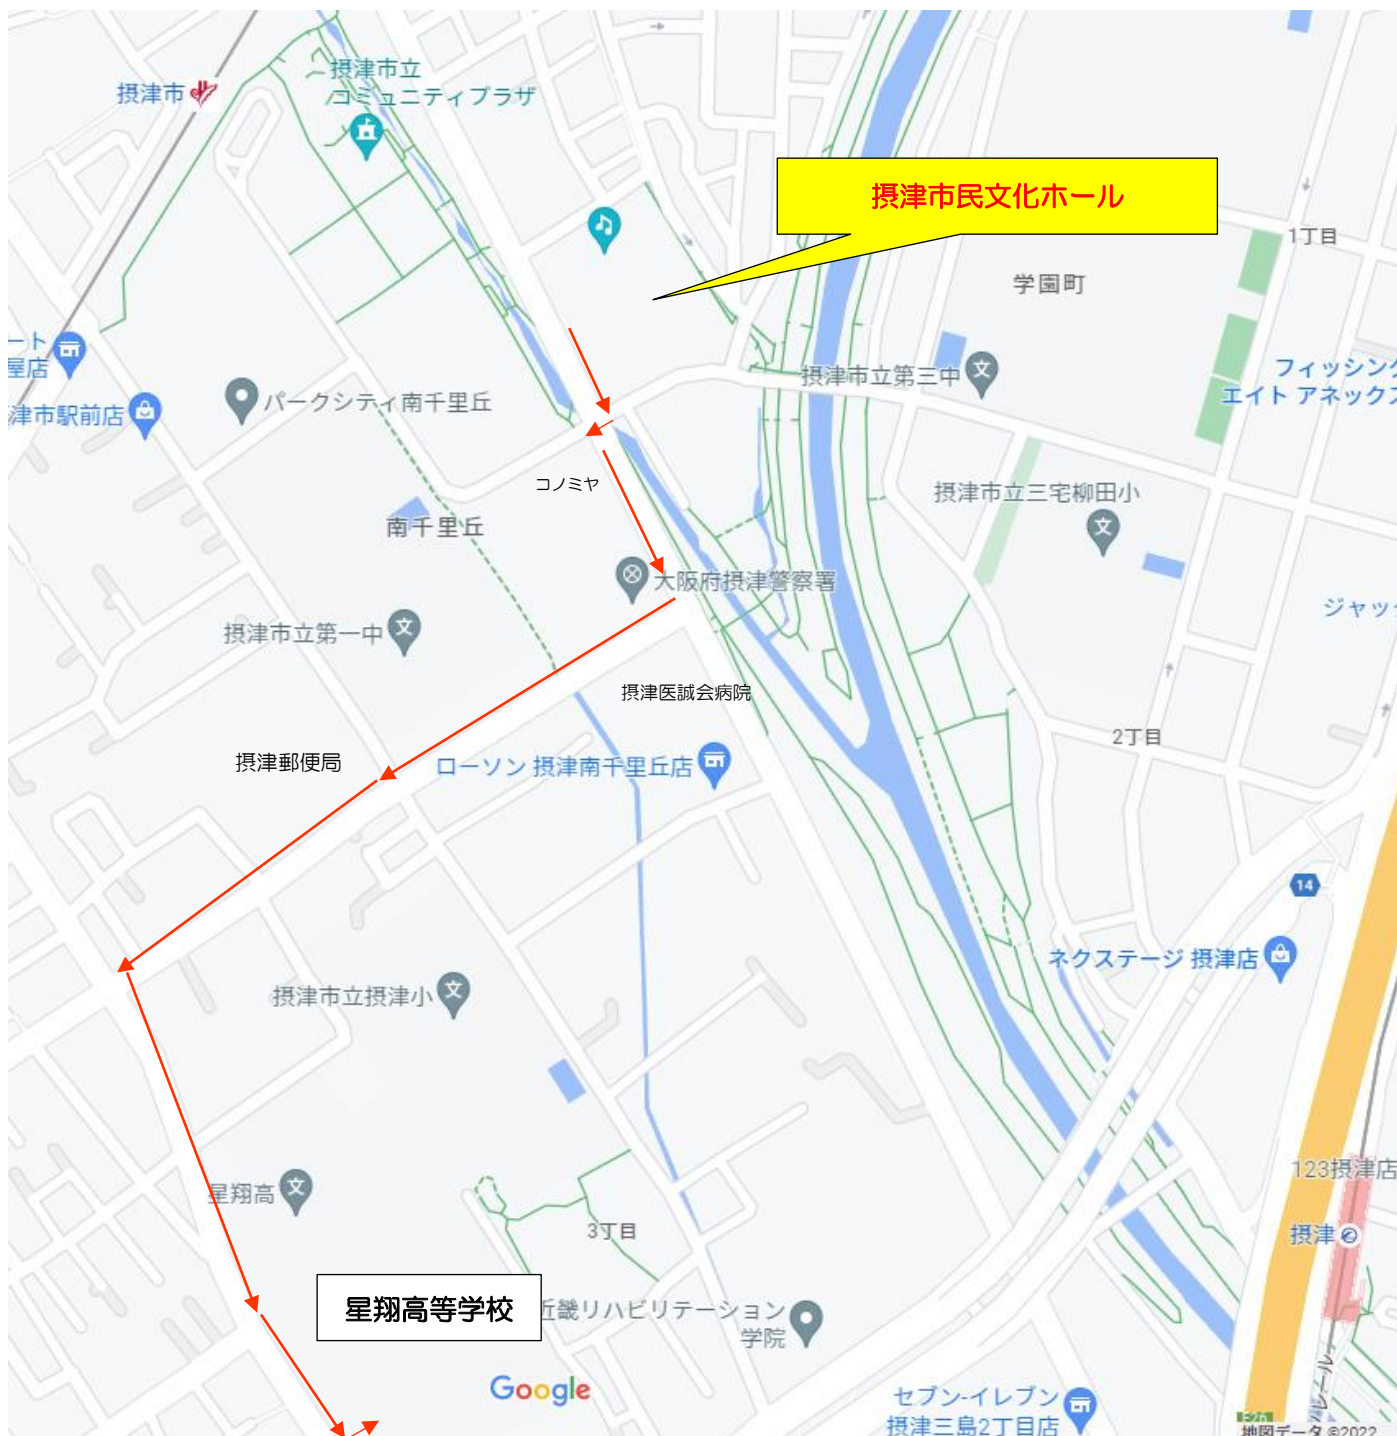 摂津市
摂津市立
コミュニティプラザ
摂津市民文化ホール
1丁目
学園町
ート
屋店
津市駅前店
パークシティ南千里丘
摂津市立第三中
フィッシング
エイト アネックス
コノミヤ
摂津市立三宅柳田小
南千里丘
大阪府摂津警察署
ジャッ
摂津市立第一中
摂津医誠会病院
2丁目
摂津郵便局
ローソン 摂津南千里丘店
14
ネクステージ 摂津店
摂津市立摂津小
123摂津店
星翔高
3丁目
摂津
星翔高等学校
近畿リハビリテーション
学院
Google
セブン-イレブン
摂津三島2丁目店
レール
E26
地図データ ©2022